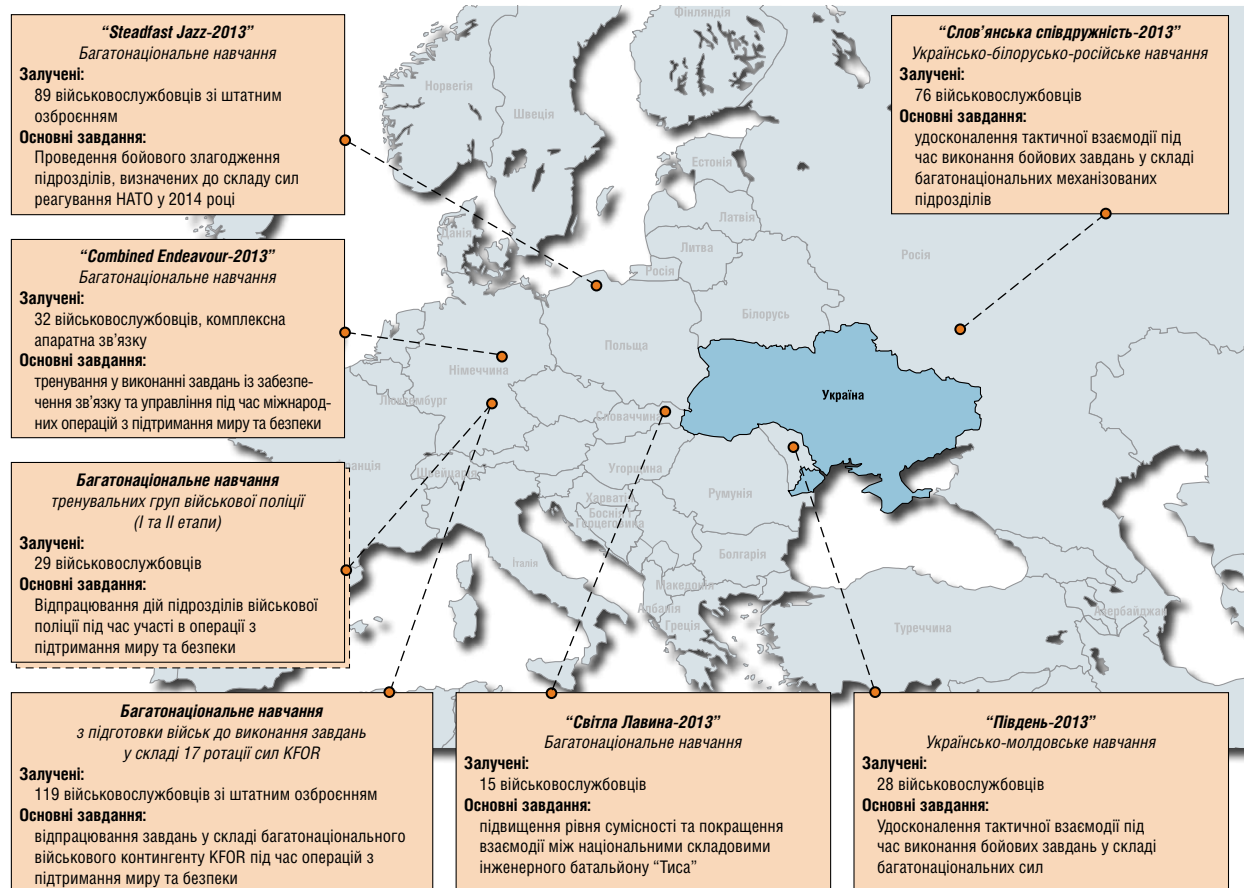 “Steadfast Jazz-2013”
Багатонаціональне навчання
Залучені:
89 військовослужбовців зі штатним
озброєнням
Основні завдання:
Проведення бойового злагодження
підрозділів, визначених до складу сил
реагування НАТО у 2014 році
“Слов’янська співдружність-2013”
Українсько-білорусько-російське навчання
Залучені:
76 військовослужбовців
Основні завдання:
удосконалення тактичної взаємодії під
час виконання бойових завдань у складі
багатонаціональних механізованих
підрозділів
“Combined Endeavour-2013”
Багатонаціональне навчання
Залучені:
32 військовослужбовців, комплексна
апаратна зв’язку
Основні завдання:
тренування у виконанні завдань із забезпе-
чення зв’язку та управління під час міжнарод-
них операцій з підтримання миру та безпеки
Багатонаціональне навчання
тренувальних груп військової поліції
(І та ІІ етапи)
Залучені:
29 військовослужбовців
Основні завдання:
Відпрацювання дій підрозділів військової
поліції під час участі в операції з
підтримання миру та безпеки
Багатонаціональне навчання
з підготовки військ до виконання завдань
у складі 17 ротації сил KFOR
Залучені:
119 військовослужбовців зі штатним озброєнням
Основні завдання:
відпрацювання завдань у складі багатонаціонального
військового контингенту KFOR під час операцій з
підтримання миру та безпеки
“Світла Лавина-2013”
Багатонаціональне навчання
Залучені:
15 військовослужбовців
Основні завдання:
підвищення рівня сумісності та покращення
взаємодії між національними складовими
інженерного батальйону “Тиса”
“Південь-2013”
Українсько-молдовське навчання
Залучені:
28 військовослужбовців
Основні завдання:
Удосконалення тактичної взаємодії під
час виконання бойових завдань у складі
багатонаціональних сил
Фінляндія
Норвегія
Швеція
Естонія
Латвія
Данія
Литва
Росія
Росія
Білорусь
Польща
Німеччина
Україна
Люксембург
Словаччина
Швейцарія
Угорщина
Румунія
Хорватія
Боснія і
Герцеговина
Італія
Болгарія
Македонія
Албанія
Греція
Туреччина
Азербайджан